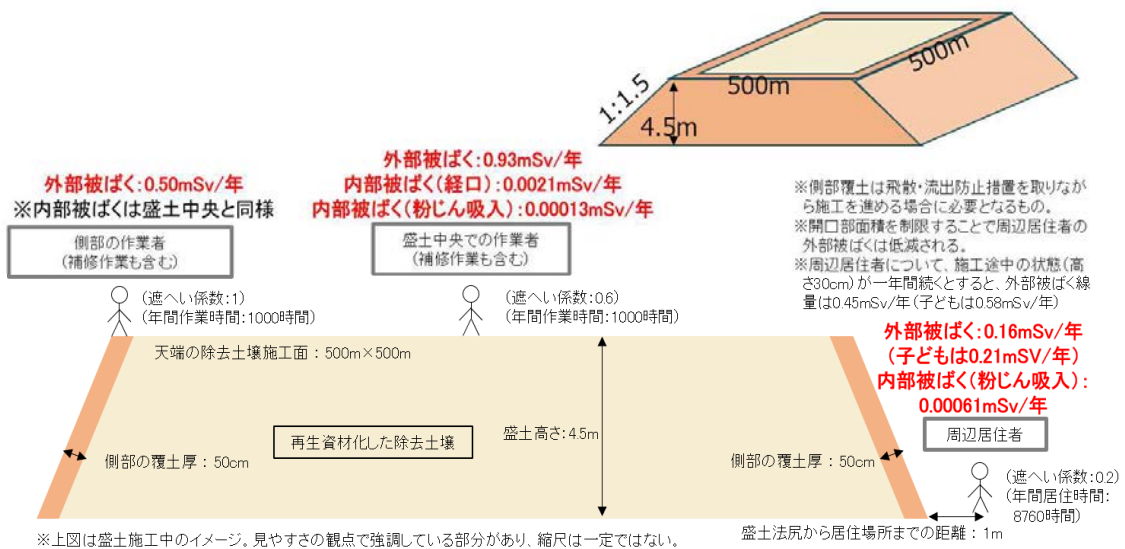 500m
500m
1:1.5
4.5m
外部被ばく:0.93mSv/年
内部被ばく(経口):0.0021mSv/年
内部被ばく(粉じん吸入):0.00013mSv/年
外部被ばく:0.50mSv/年
※内部被ばくは盛土中央と同様
※側部覆土は飛散・流出防止措置を取りなが
ら施工を進める場合に必要となるもの。
※開口部面積を制限することで周辺居住者の
外部被ばくは低減される。
※周辺居住者について、施工途中の状態(高
さ30cm)が一年間続くとすると、外部被ばく線
量は0.45mSv/年(子どもは0.58mSv/年)
側部の作業者
(補修作業も含む)
盛土中央での作業者
(補修作業も含む)
(遮へい係数:1)
(年間作業時間:1000時間)
(遮へい係数:0.6)
(年間作業時間:1000時間)
外部被ばく:0.16mSv/年
(子どもは0.21mSV/年)
内部被ばく(粉じん吸入):
0.00061mSv/年
天端の除去土壌施工面:500m×500m
周辺居住者
再生資材化した除去土壌
盛土高さ:4.5m
側部の覆土厚:50cm
側部の覆土厚:50cm
(遮へい係数:0.2)
(年間居住時間:
8760時間)
盛土法尻から居住場所までの距離:1m
※上図は盛土施工中のイメージ。見やすさの観点で強調している部分があり、縮尺は一定ではない。